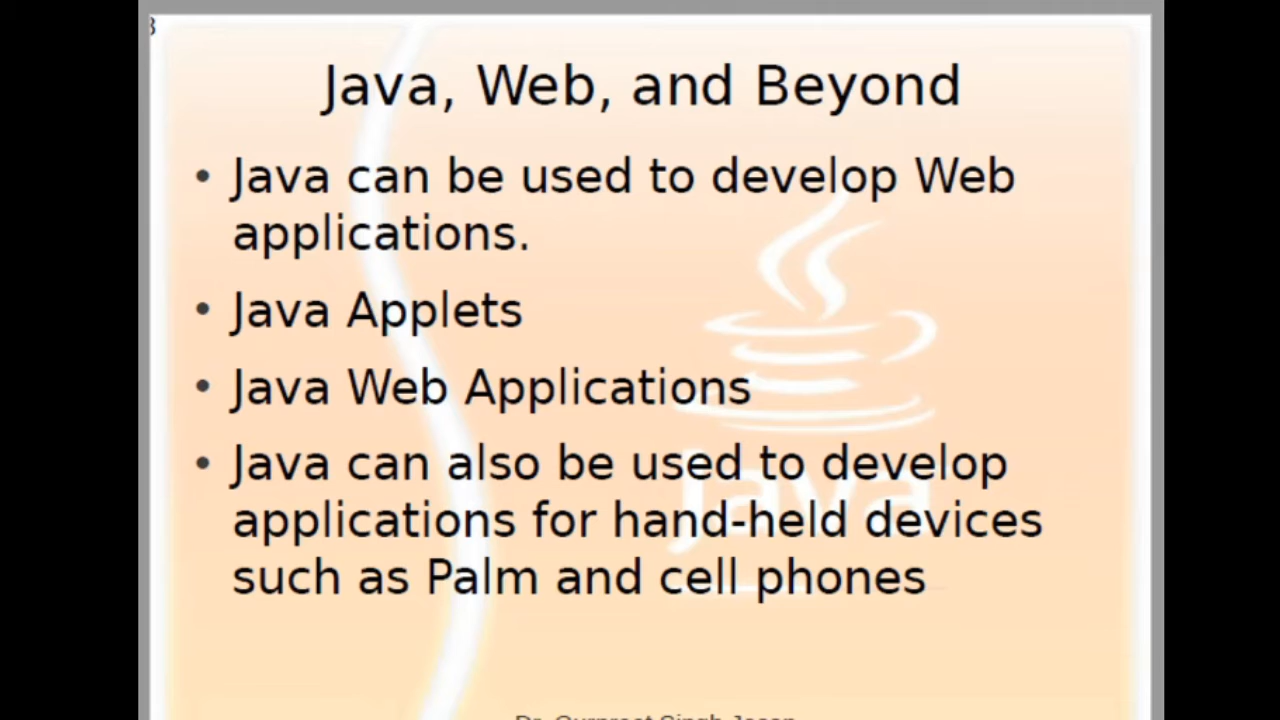 Java, Web, and Beyond
• Java can be used to develop Web
applications.
• Java Applets
• Java Web Applications
• Java can also be used to develop
applications for hand-held devices
such as Palm and cell phones
Java